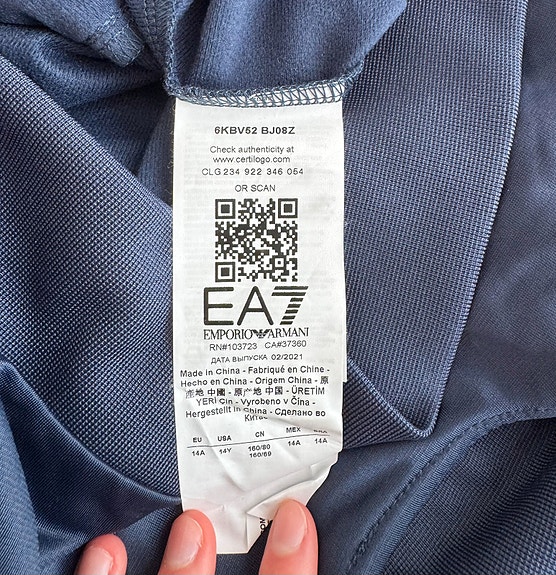 6KBV52 BJ08Z
Check authenticity at
www.certilogo.com
CLG 234 922 346 054
OR SCAN
EA7
EMPORIO ARMANI
RN#103723 CA#37360
ДАТА ВЫПУСКА 02/2021
Made in China - Fabriqué en Chine -
Hecho en China - Origem China - 原
產地 中國 - 原产地 中国 - ÜRETİM
YERİ Çin - Vyrobeno v Čína -
Hergestellt in China - Сделано во
EU USA CN MEX
14A 14Y 160/80 14A 14A
160/69